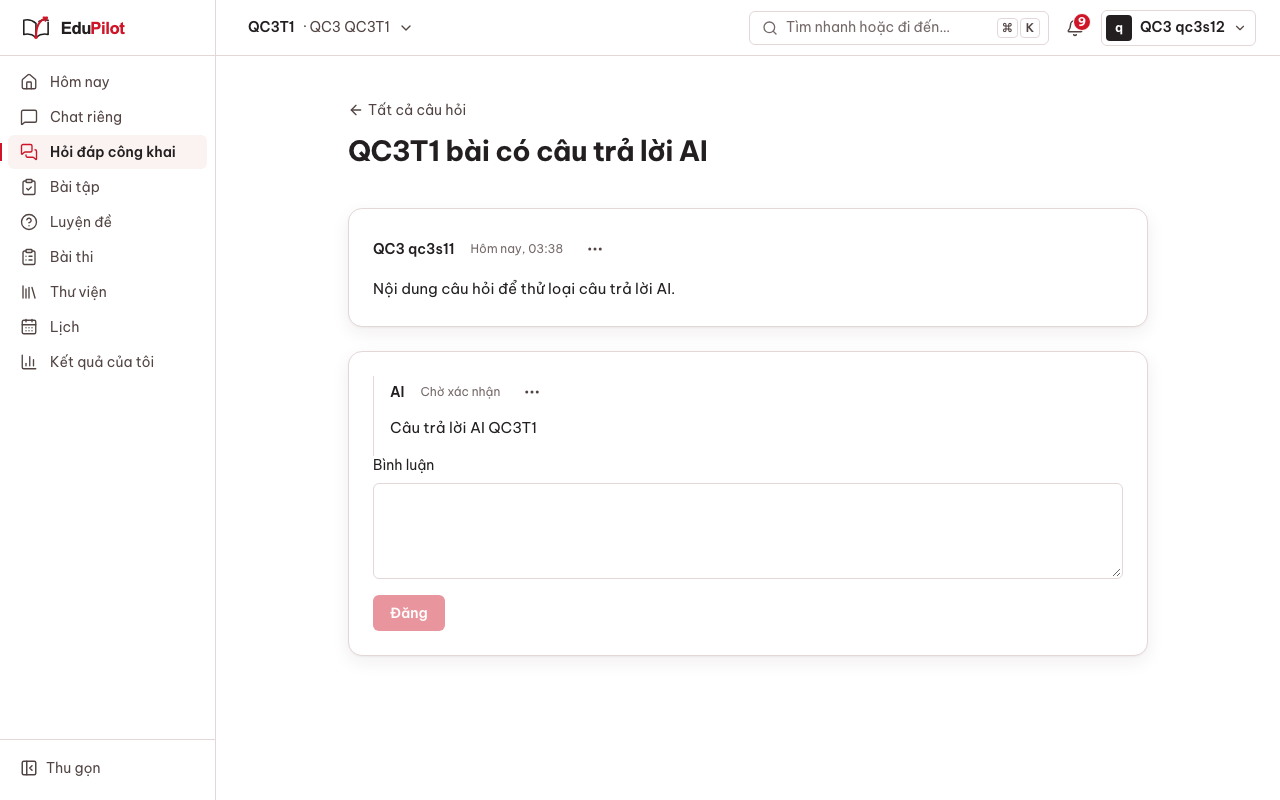 EduPilot
QC3T1 · QC3 QC3T1
Tìm nhanh hoặc đi đến...
⌘ K
9
q QC3 qc3s12
Hôm nay
Chat riêng
Hỏi đáp công khai
Bài tập
Luyện đề
Bài thi
Thư viện
Lịch
Kết quả của tôi
Thu gọn
Tất cả câu hỏi
QC3T1 bài có câu trả lời AI
QC3 qc3s11 Hôm nay, 03:38
Nội dung câu hỏi để thử loại câu trả lời AI.
AI Chờ xác nhận
Câu trả lời AI QC3T1
Bình luận
Đăng